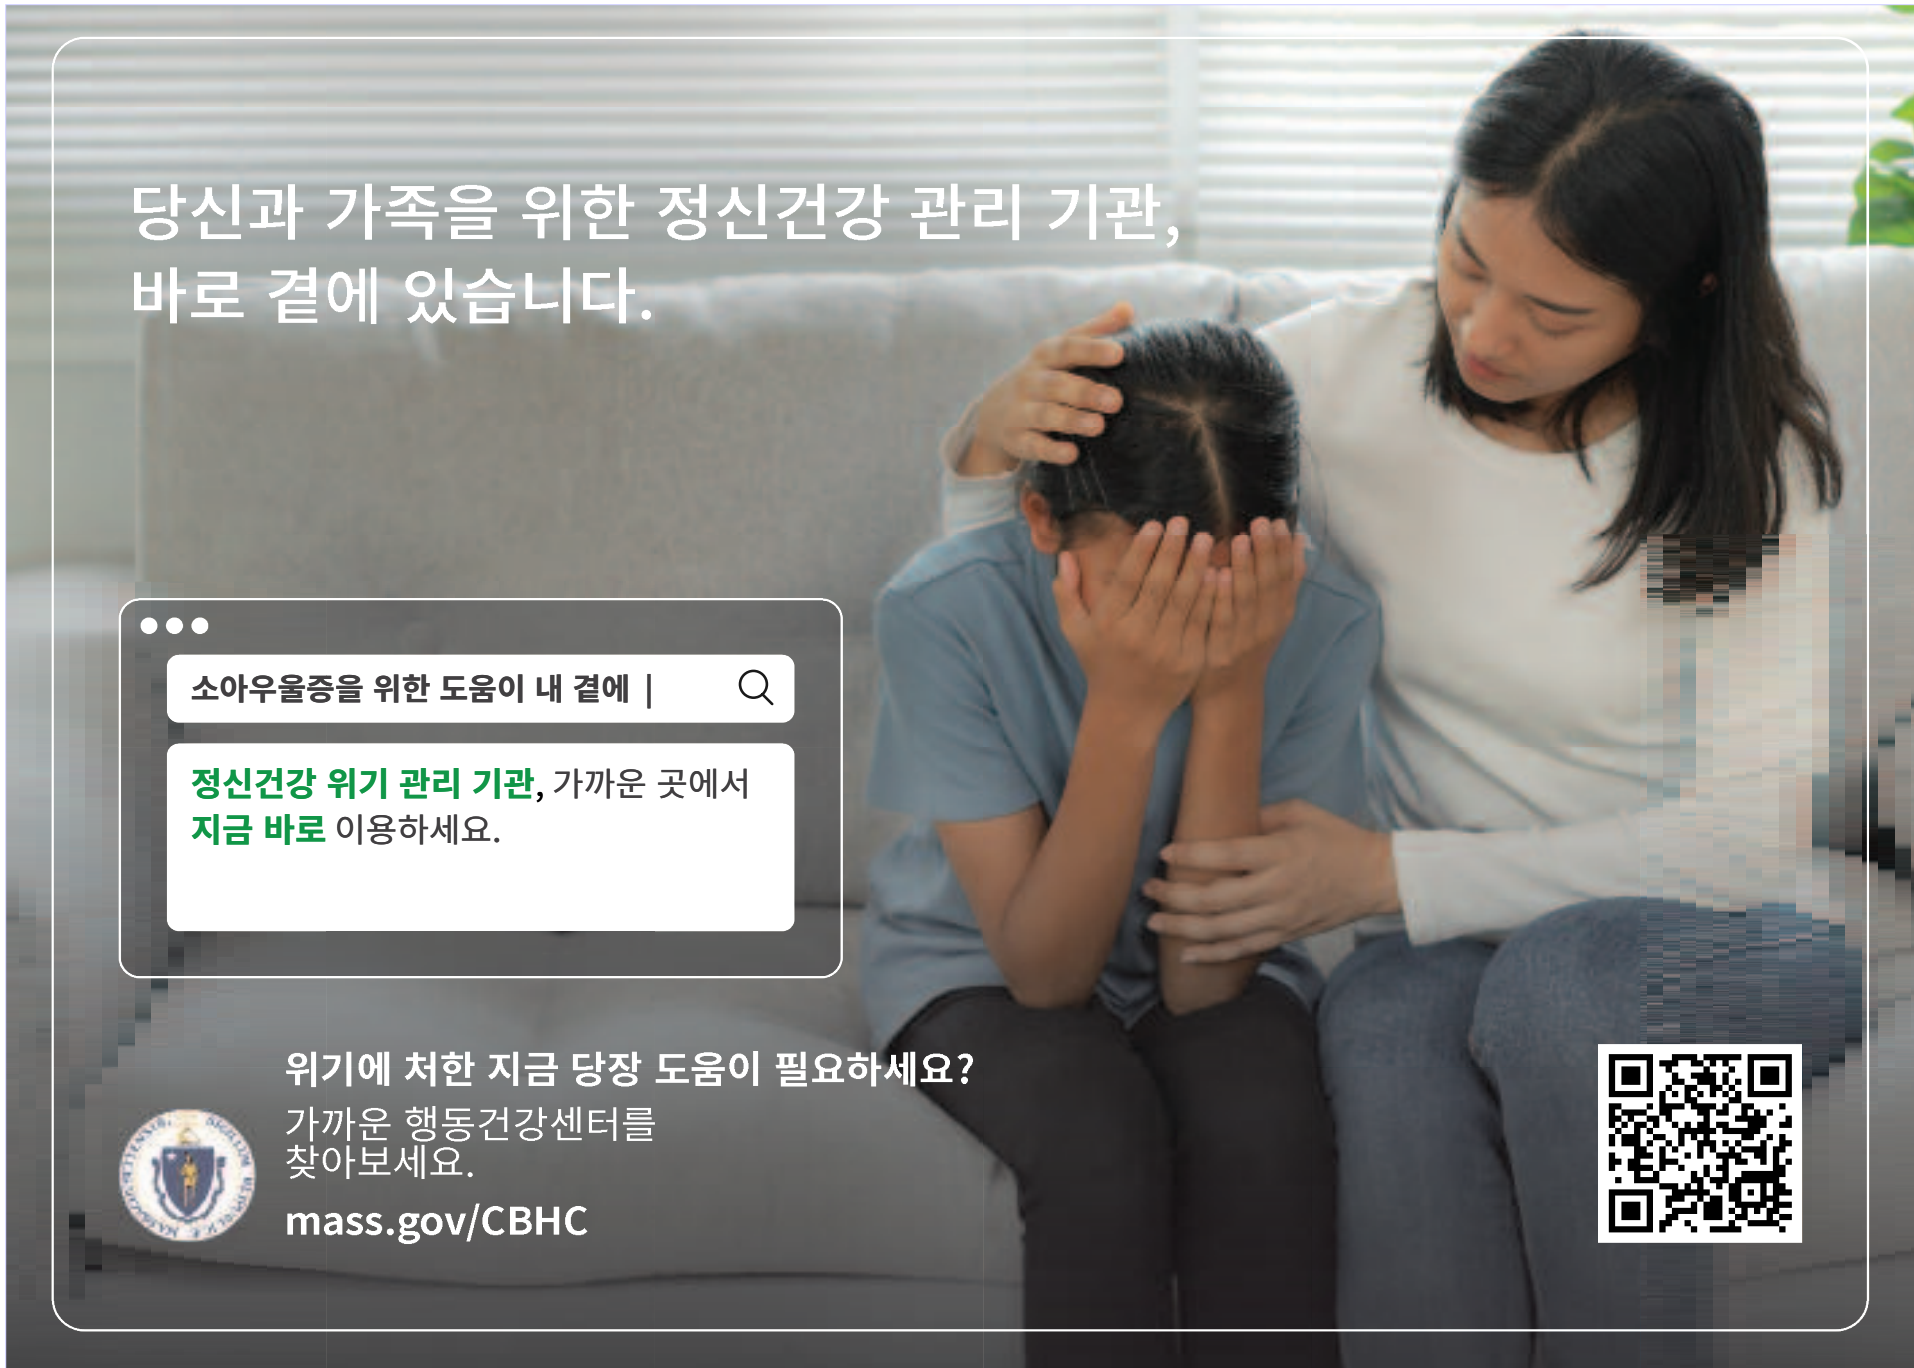 당신과 가족을 위한 정신건강 관리 기관,
바로 곁에 있습니다.
소아우울증을 위한 도움이 내 곁에 |
정신건강 위기 관리 기관, 가까운 곳에서
지금 바로 이용하세요.
위기에 처한 지금 당장 도움이 필요하세요?
가까운 행동건강센터를
찾아보세요.
mass.gov/CBHC